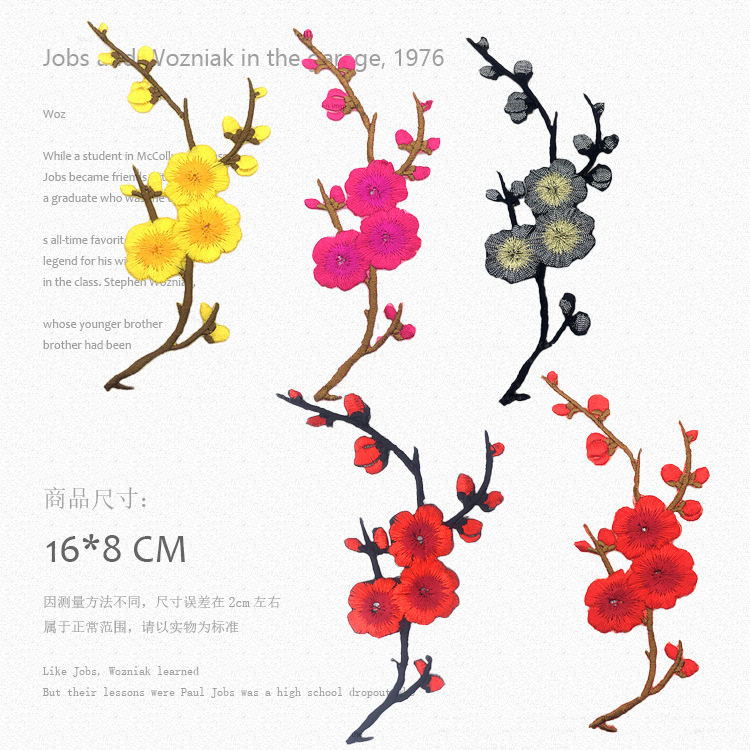 Jobs and Wozniak in the garage, 1976
Woz
While a student in McColl
Jobs became friends
a graduate who was the
s all-time favorit
legend for his wi
in the class. Stephen Wozniak,
whose younger brother
brother had been
商品尺寸:
16*8 CM
因测量方法不同，尺寸误差在2cm左右
属于正常范围，请以实物为标准
Like Jobs, Wozniak learned
But their lessons were Paul Jobs was a high school dropout